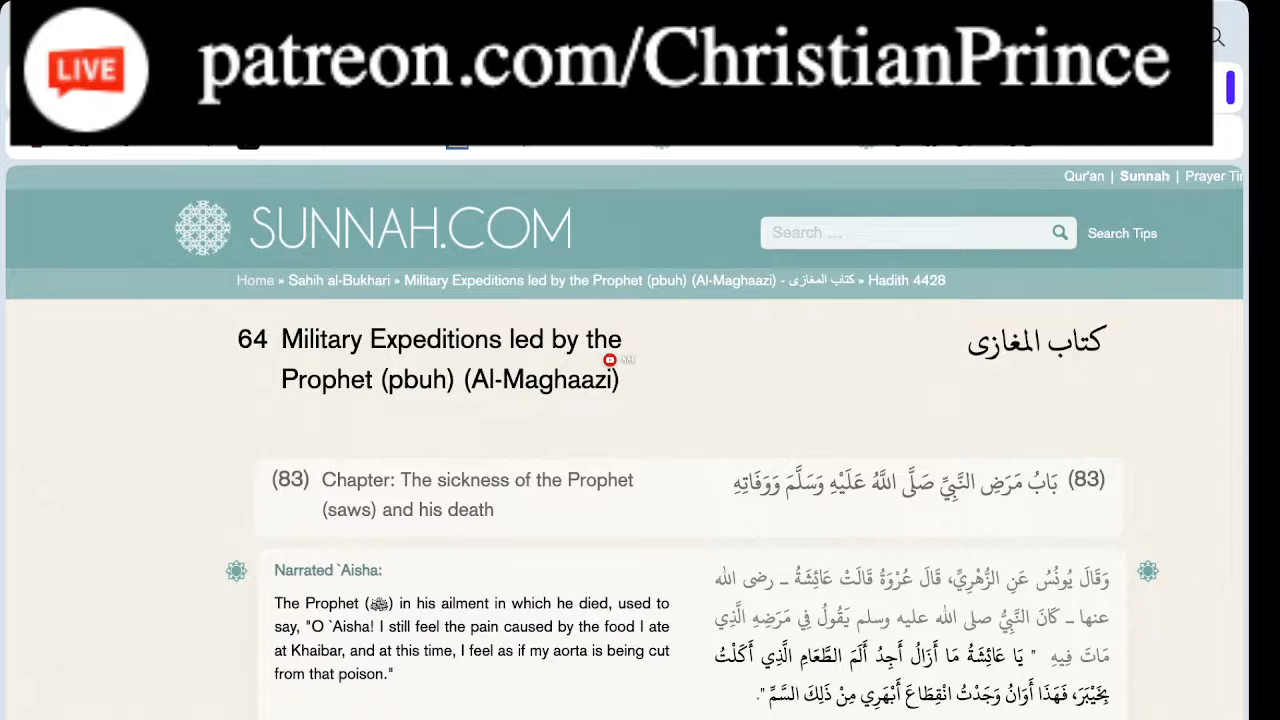 LIVE patreon.com/ChristianPrince
Qur'an | Sunnah | Prayer Tir
SUNNAH.COM Search ... Search Tips
Home » Sahih al-Bukhari » Military Expeditions led by the Prophet (pbuh) (Al-Maghaazi) - كتاب المغازى » Hadith 4428
64 Military Expeditions led by the
Prophet (pbuh) (Al-Maghaazi)
كتاب المغازى
(83) Chapter: The sickness of the Prophet
(saws) and his death
(83) بَابُ مَرَضِ النَّبِيِّ صَلَّى اللَّهُ عَلَيْهِ وَسَلَّمَ وَوَفَاتِهِ
Narrated `Aisha:
The Prophet (ﷺ) in his ailment in which he died, used to
say, "O `Aisha! I still feel the pain caused by the food I ate
at Khaibar, and at this time, I feel as if my aorta is being cut
from that poison."
وَقَالَ يُونُسُ عَنِ الزُّهْرِيِّ، قَالَ عُرْوَةُ قَالَتْ عَائِشَةُ ـ رضى الله
عنها ـ كَانَ النَّبِيُّ صلى الله عليه وسلم يَقُولُ فِي مَرَضِهِ الَّذِي
مَاتَ فِيهِ ‏"‏ يَا عَائِشَةُ مَا أَزَالُ أَجِدُ أَلَمَ الطَّعَامِ الَّذِي أَكَلْتُ
بِخَيْبَرَ، فَهَذَا أَوَانُ وَجَدْتُ انْقِطَاعَ أَبْهَرِي مِنْ ذَلِكَ السَّمِّ ‏"‏‏.‏